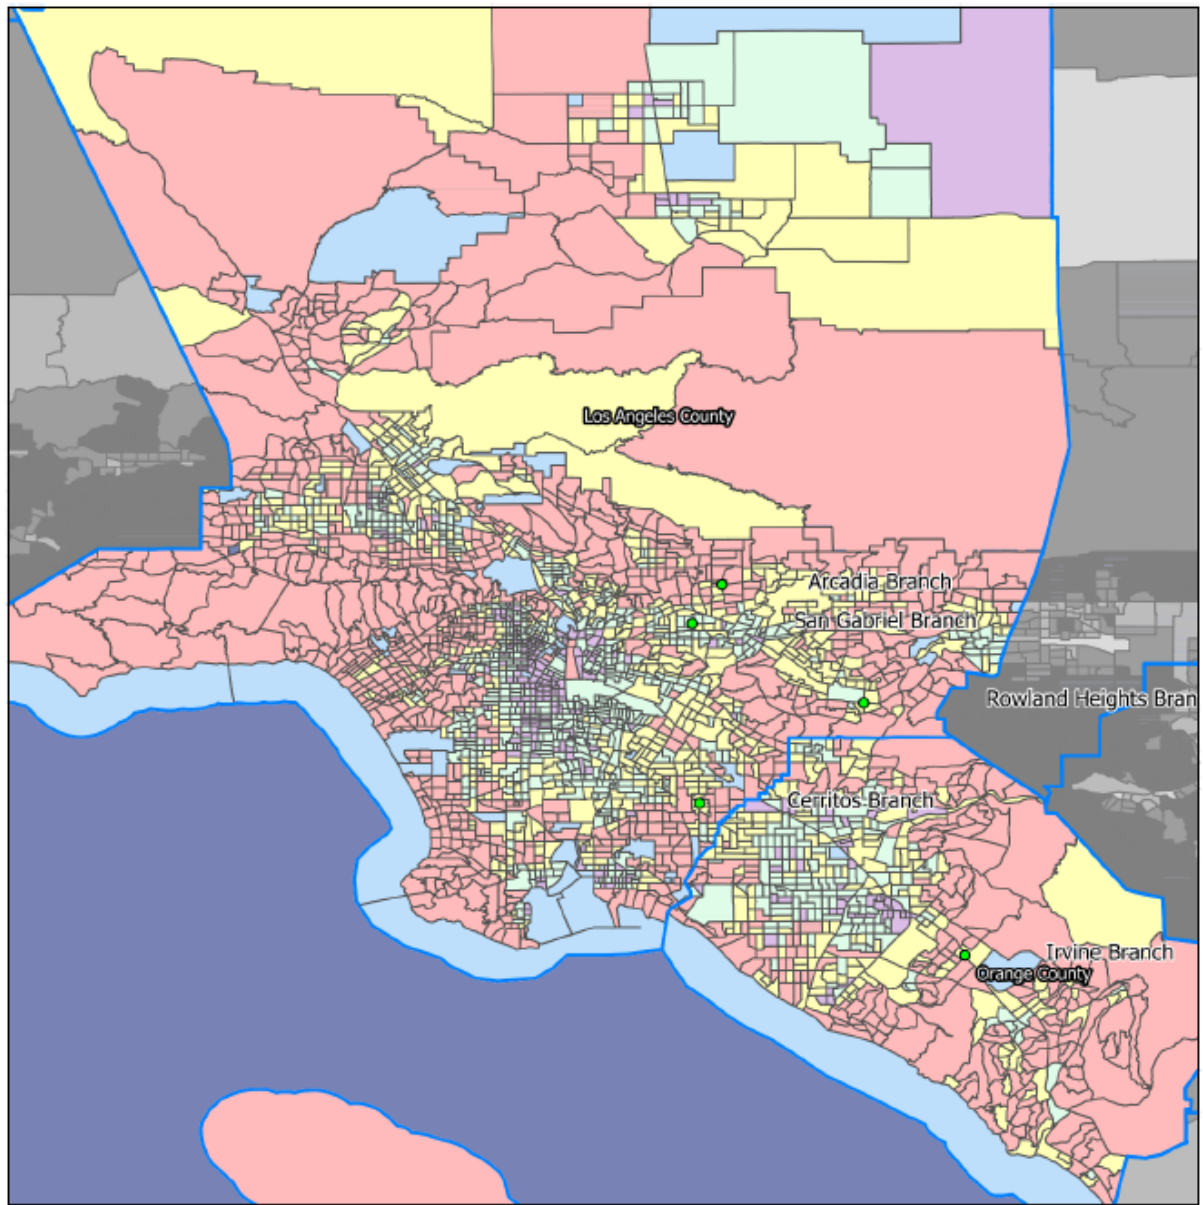 Los Angeles County
Arcadia Branch
San Gabriel Branch
Rowland Heights Bran
Cerritos Branch
Irvine Branch
Orange County